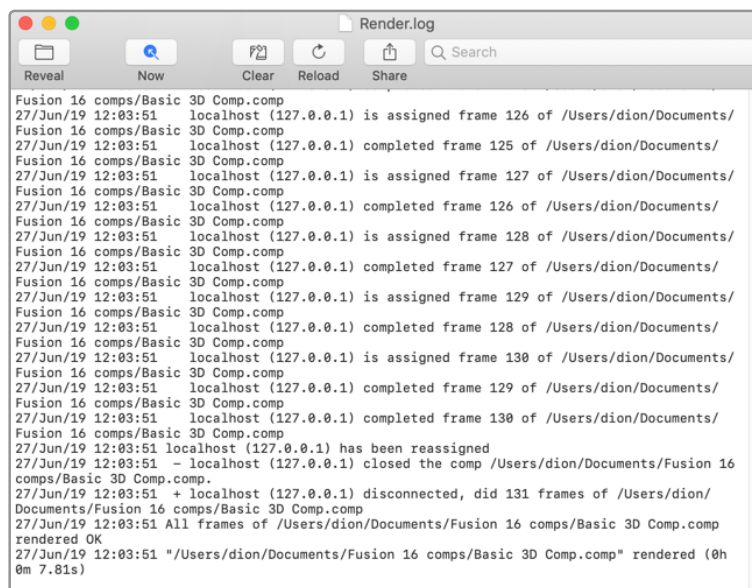 Render.log
Search
Reveal Now Clear Reload Share
Fusion 16 comps/Basic 3D Comp.comp
27/Jun/19 12:03:51 localhost (127.0.0.1) is assigned frame 126 of /Users/dion/Documents/
Fusion 16 comps/Basic 3D Comp.comp
27/Jun/19 12:03:51 localhost (127.0.0.1) completed frame 125 of /Users/dion/Documents/
Fusion 16 comps/Basic 3D Comp.comp
27/Jun/19 12:03:51 localhost (127.0.0.1) is assigned frame 127 of /Users/dion/Documents/
Fusion 16 comps/Basic 3D Comp.comp
27/Jun/19 12:03:51 localhost (127.0.0.1) completed frame 126 of /Users/dion/Documents/
Fusion 16 comps/Basic 3D Comp.comp
27/Jun/19 12:03:51 localhost (127.0.0.1) is assigned frame 128 of /Users/dion/Documents/
Fusion 16 comps/Basic 3D Comp.comp
27/Jun/19 12:03:51 localhost (127.0.0.1) completed frame 127 of /Users/dion/Documents/
Fusion 16 comps/Basic 3D Comp.comp
27/Jun/19 12:03:51 localhost (127.0.0.1) is assigned frame 129 of /Users/dion/Documents/
Fusion 16 comps/Basic 3D Comp.comp
27/Jun/19 12:03:51 localhost (127.0.0.1) completed frame 128 of /Users/dion/Documents/
Fusion 16 comps/Basic 3D Comp.comp
27/Jun/19 12:03:51 localhost (127.0.0.1) is assigned frame 130 of /Users/dion/Documents/
Fusion 16 comps/Basic 3D Comp.comp
27/Jun/19 12:03:51 localhost (127.0.0.1) completed frame 129 of /Users/dion/Documents/
Fusion 16 comps/Basic 3D Comp.comp
27/Jun/19 12:03:51 localhost (127.0.0.1) completed frame 130 of /Users/dion/Documents/
Fusion 16 comps/Basic 3D Comp.comp
27/Jun/19 12:03:51 localhost (127.0.0.1) has been reassigned
27/Jun/19 12:03:51 – localhost (127.0.0.1) closed the comp /Users/dion/Documents/Fusion 16
comps/Basic 3D Comp.comp.
27/Jun/19 12:03:51 + localhost (127.0.0.1) disconnected, did 131 frames of /Users/dion/
Documents/Fusion 16 comps/Basic 3D Comp.comp
27/Jun/19 12:03:51 All frames of /Users/dion/Documents/Fusion 16 comps/Basic 3D Comp.comp
rendered OK
27/Jun/19 12:03:51 "/Users/dion/Documents/Fusion 16 comps/Basic 3D Comp.comp" rendered (0h
0m 7.81s)